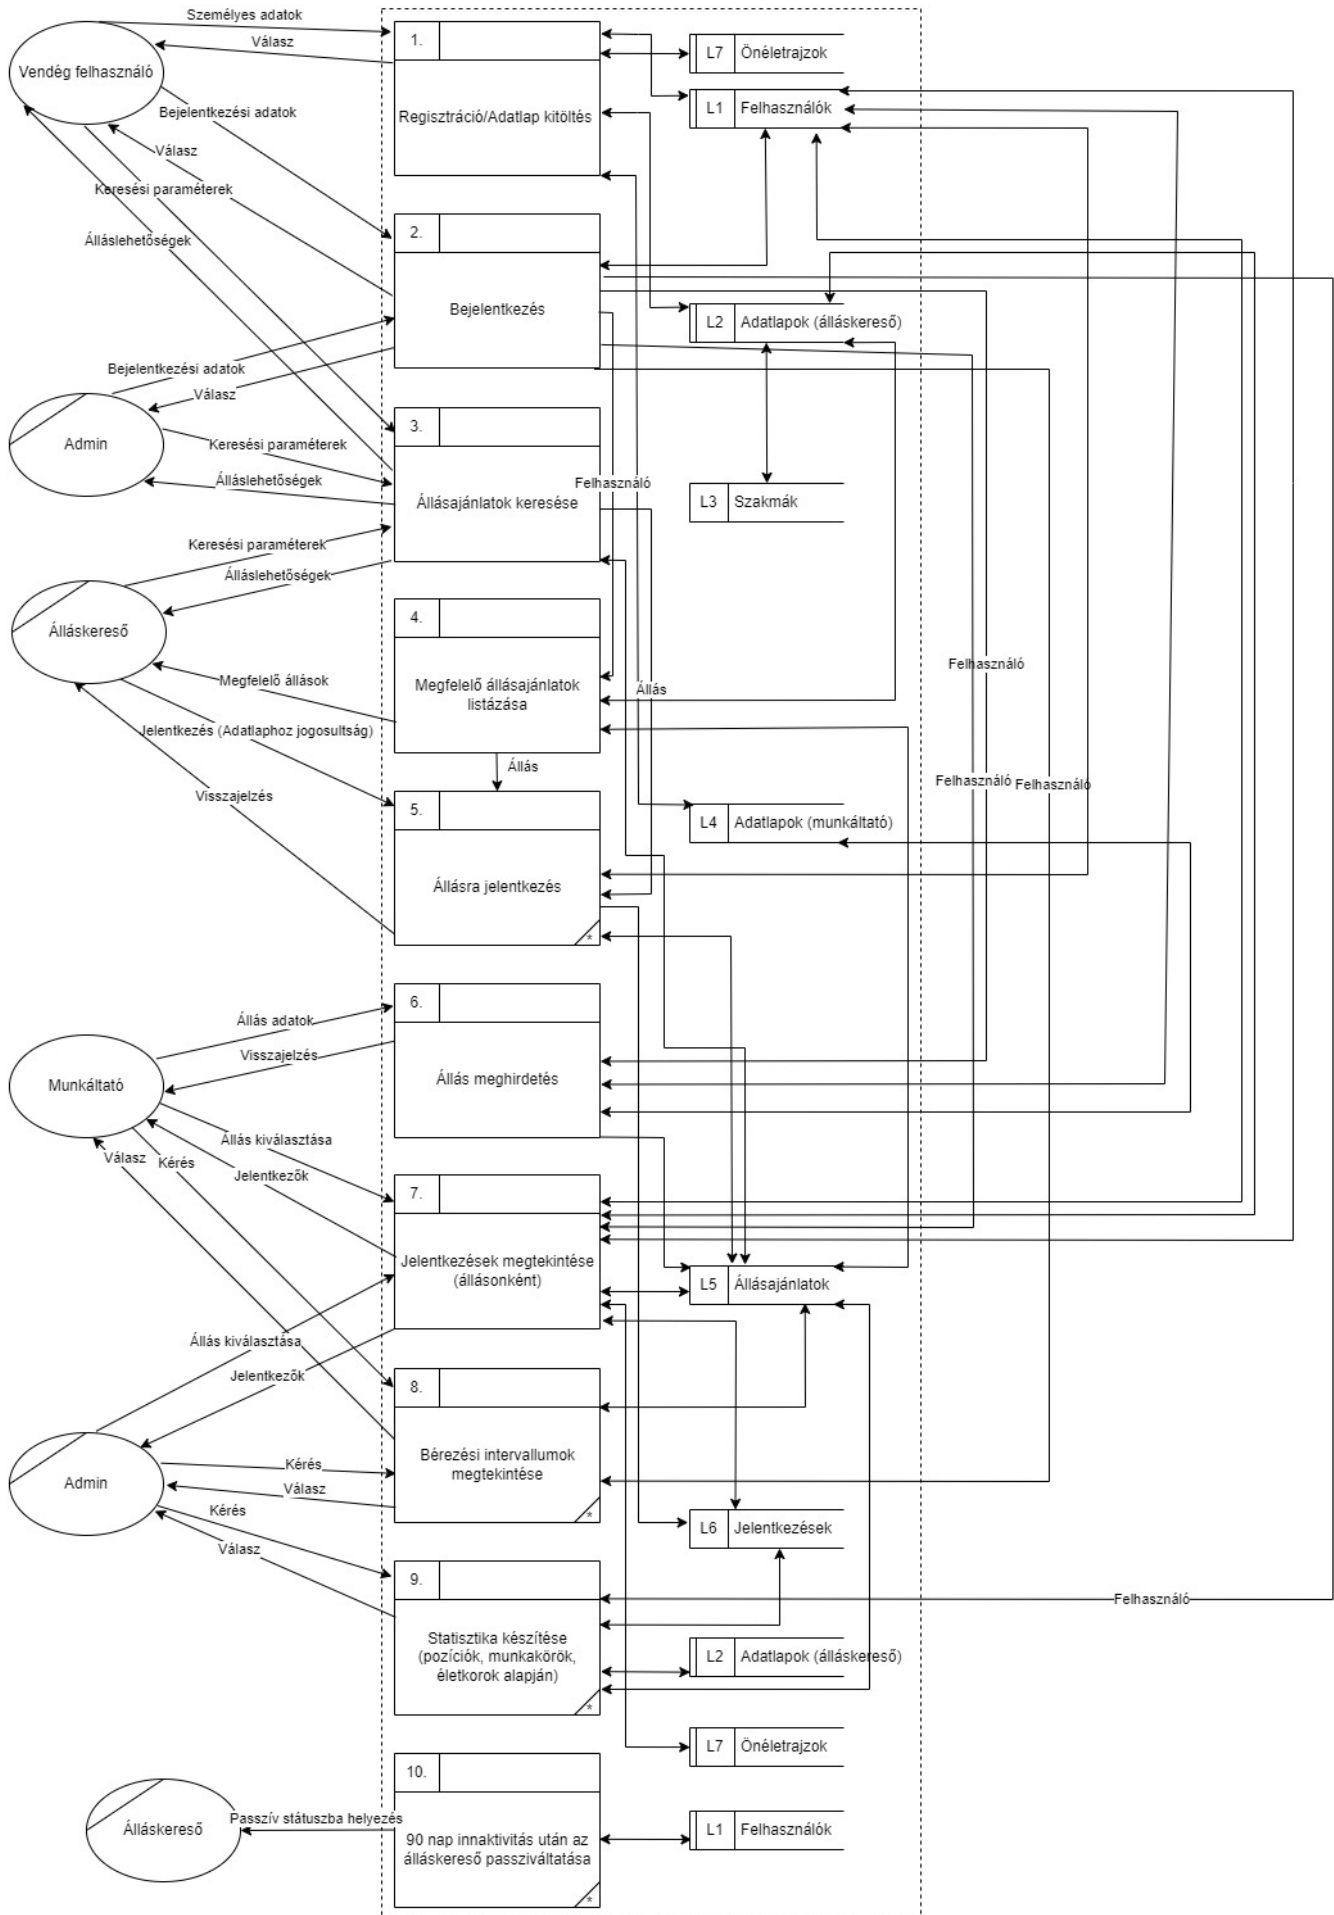 Személyes adatok
Válasz
Vendég felhasználó
Bejelentkezési adatok
Válasz
Keresési paraméterek
Álláslehetőségek
1.
Regisztráció/Adatlap kitöltés
L7 Önéletrajzok
L1 Felhasználók
2.
Bejelentkezés
L2 Adatlapok (álláskereső)
Bejelentkezési adatok
Válasz
Admin
Keresési paraméterek
Álláslehetőségek
3.
Állásajánlatok keresése
Felhasználó
L3 Szakmák
Keresési paraméterek
Álláslehetőségek
Álláskereső
Megfelelő állások
Jelentkezés (Adatlaphoz jogosultság)
Visszajelzés
4.
Megfelelő állásajánlatok
listázása
Állás
Állás
Felhasználó
Felhasználó
Felhasználó
5.
Állásra jelentkezés
*
L4 Adatlapok (munkáltató)
Állás adatok
Visszajelzés
Munkáltató
Állás kiválasztása
Jelentkezők
Válasz
Kérés
6.
Állás meghirdetés
7.
Jelentkezések megtekintése
(állásonként)
L5 Állásajánlatok
Állás kiválasztása
Jelentkezők
8.
Bérezési intervallumok
megtekintése
*
Admin
Kérés
Válasz
Kérés
Válasz
L6 Jelentkezések
9.
Statisztika készítése
(pozíciók, munkakörök,
életkorok alapján)
*
Felhasználó
L2 Adatlapok (álláskereső)
L7 Önéletrajzok
10.
90 nap innaktivitás után az
álláskereső passziváltatása
*
Passzív státuszba helyezés
Álláskereső
L1 Felhasználók